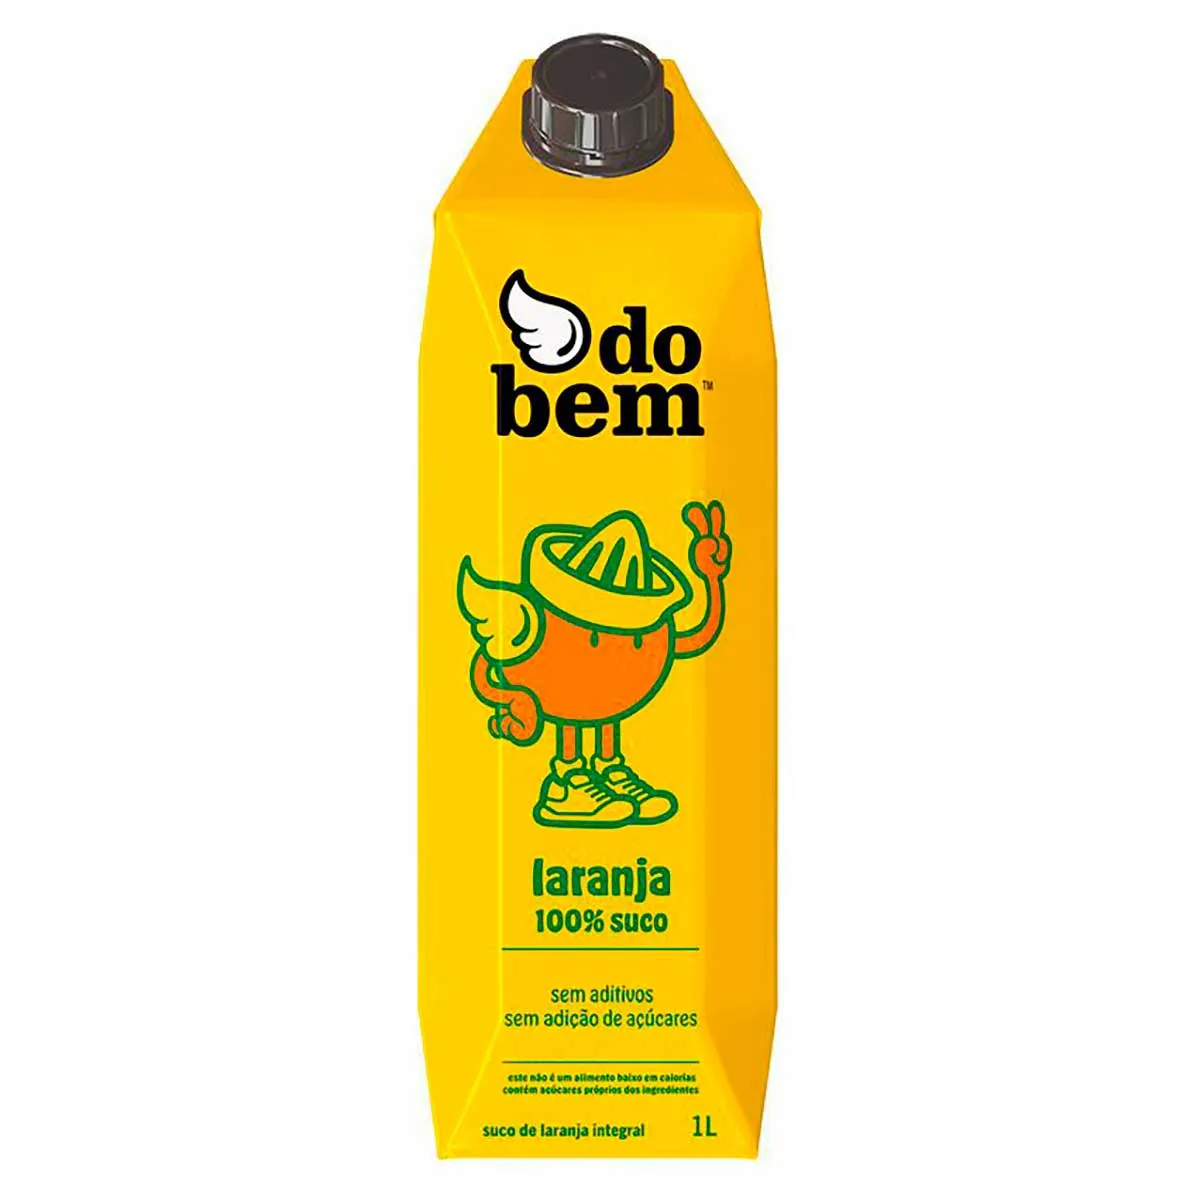 do
bem™
laranja
100% suco
sem aditivos
sem adição de açúcares
este não é um alimento baixo em calorias
contém açúcares próprios dos ingredientes
suco de laranja integral 1L